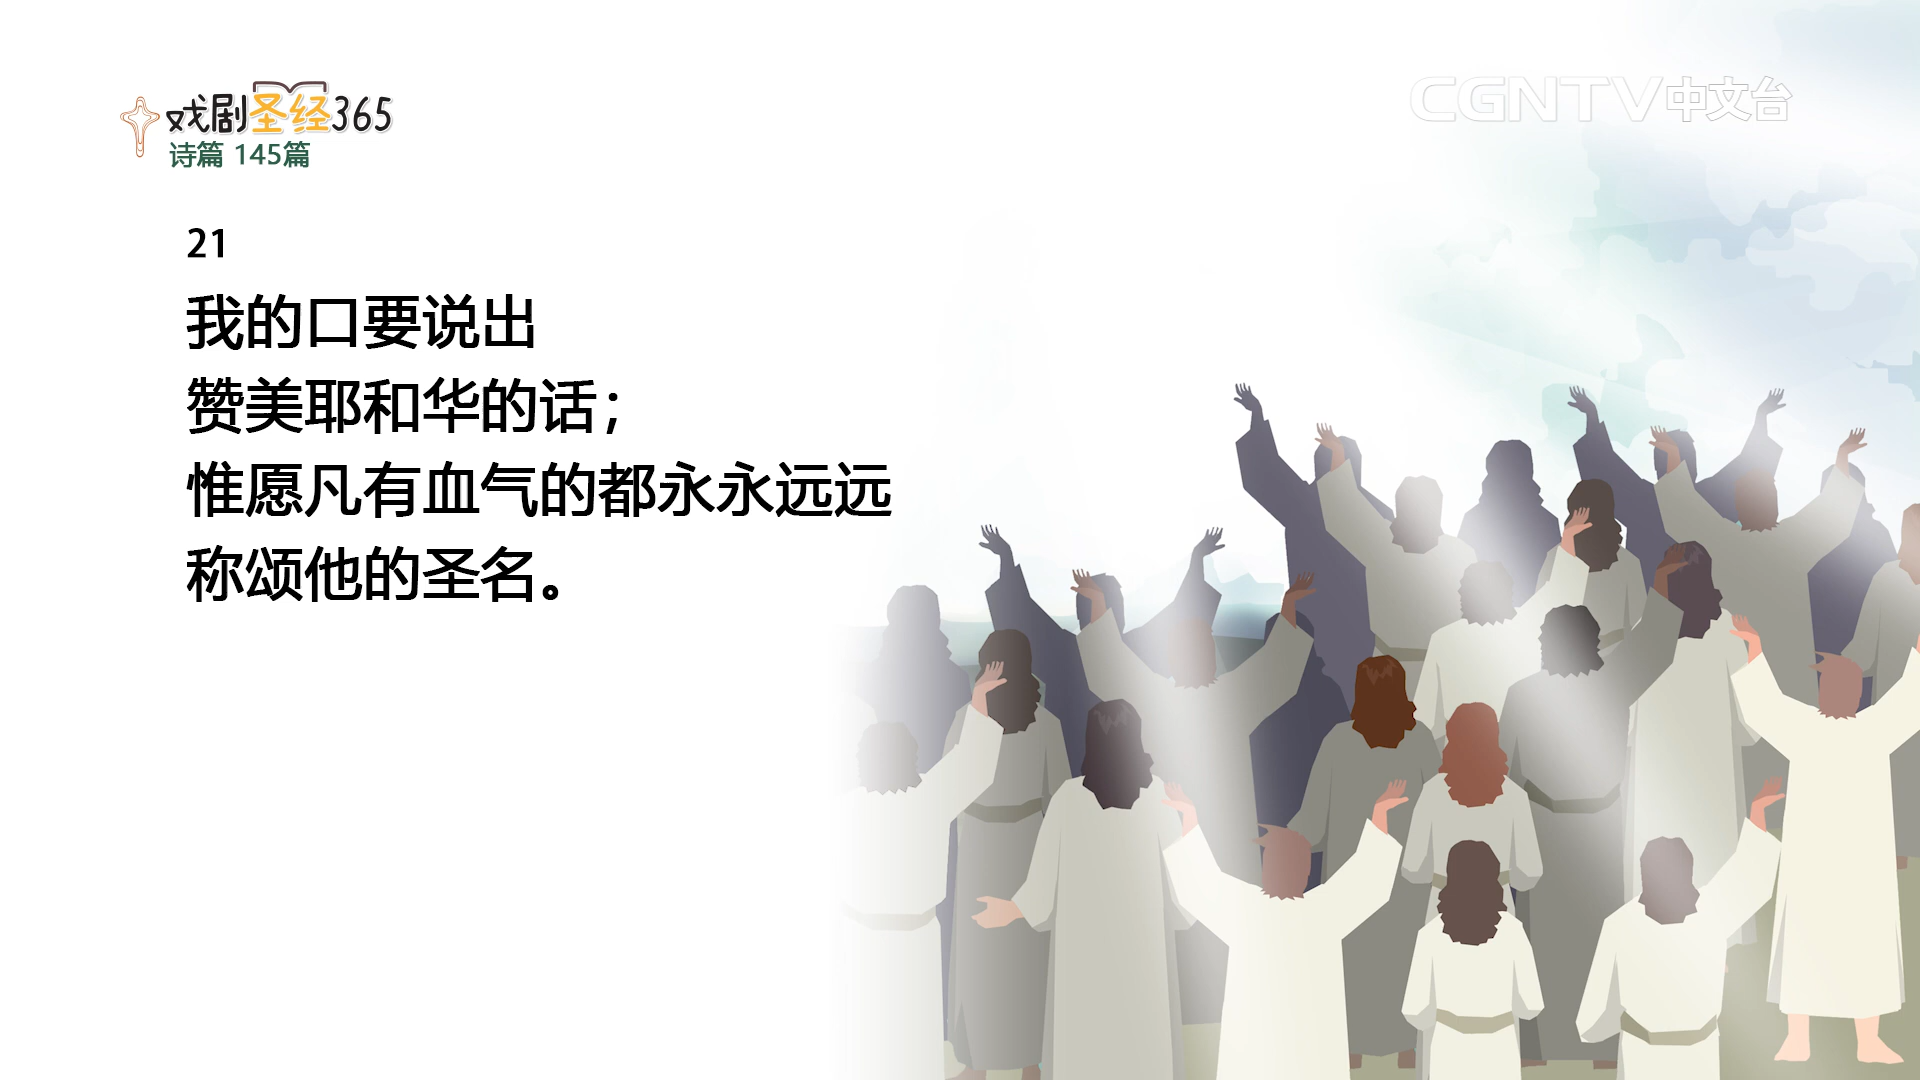 戏剧圣经365
诗篇 145篇
CGNTV中文台
21
我的口要说出
赞美耶和华的话；
惟愿凡有血气的都永永远远
称颂他的圣名。